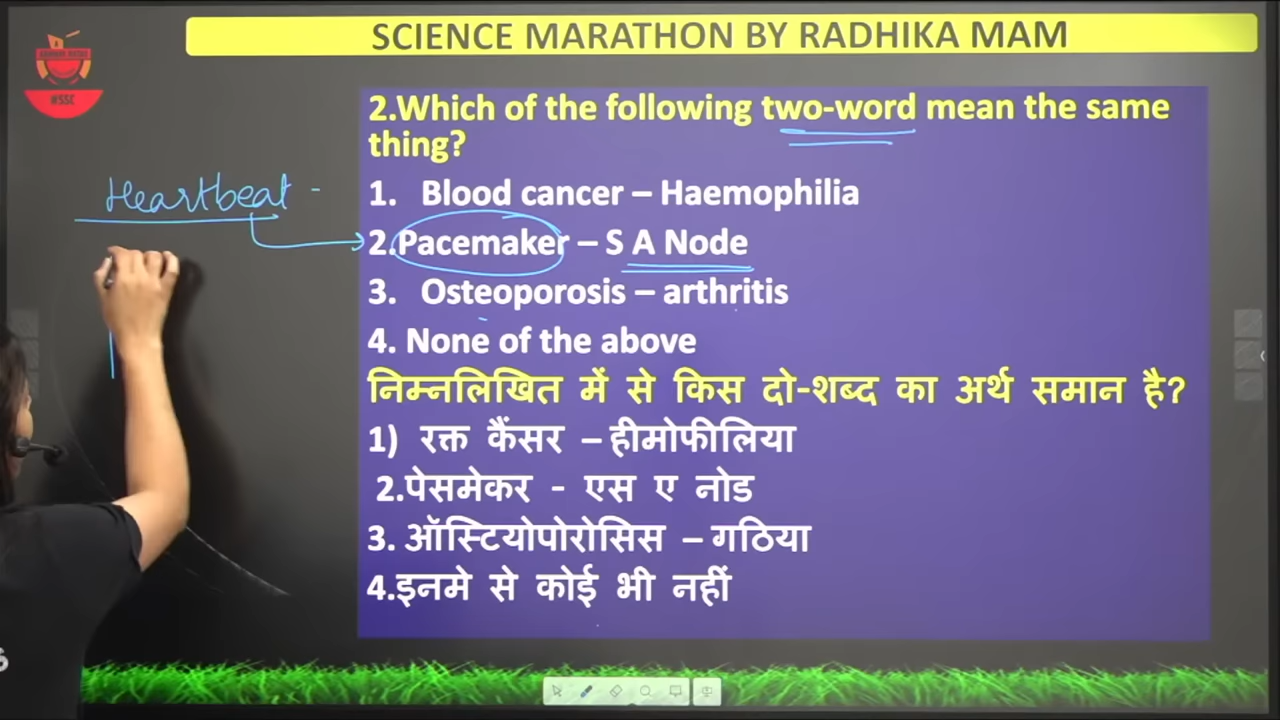 SCIENCE MARATHON BY RADHIKA MAM
HSSC
2.Which of the following two-word mean the same
thing?
Heartbeat -
1. Blood cancer – Haemophilia
2.Pacemaker – S A Node
3. Osteoporosis – arthritis
4. None of the above
निम्नलिखित में से किस दो-शब्द का अर्थ समान है?
1) रक्त कैंसर – हीमोफीलिया
2.पेसमेकर - एस ए नोड
3. ऑस्टियोपोरोसिस – गठिया
4.इनमे से कोई भी नहीं